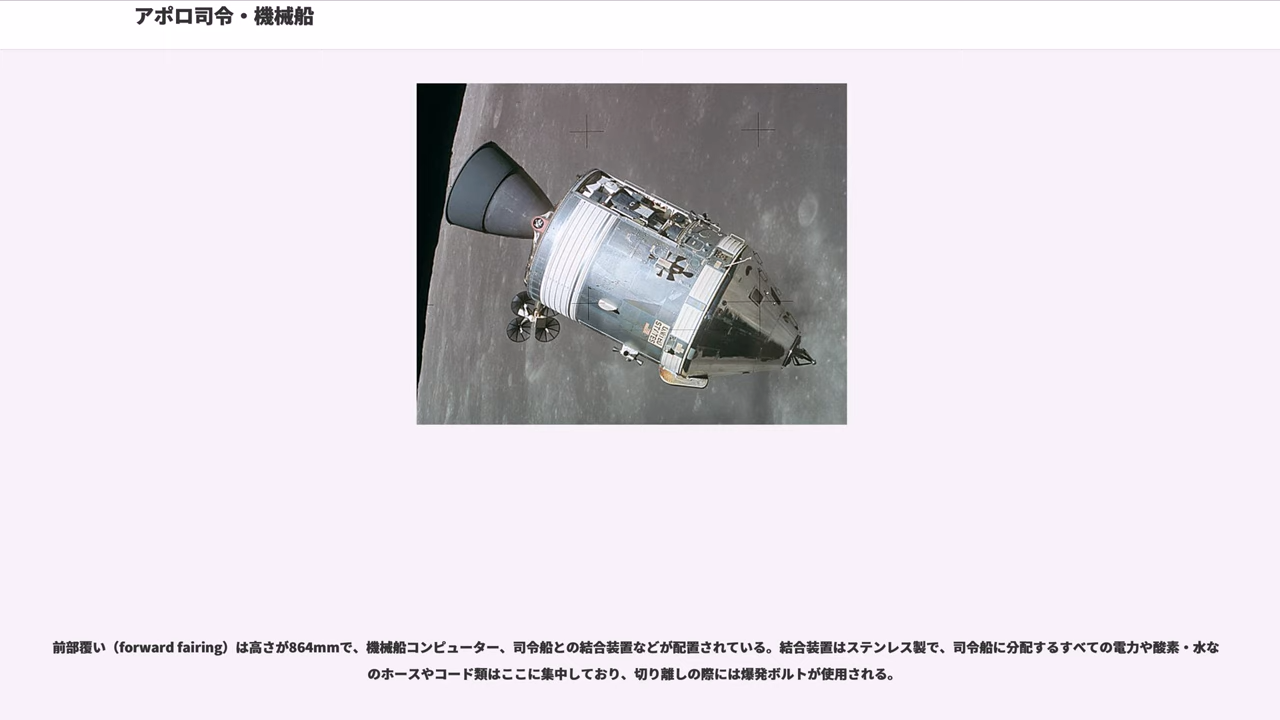 アポロ司令・機械船
UNITED
STATES
前部覆い（forward fairing）は高さが864mmで、機械船コンピューター、司令船との結合装置などが配置されている。結合装置はステンレス製で、司令船に分配するすべての電力や酸素・水な
のホースやコード類はここに集中しており、切り離しの際には爆発ボルトが使用される。